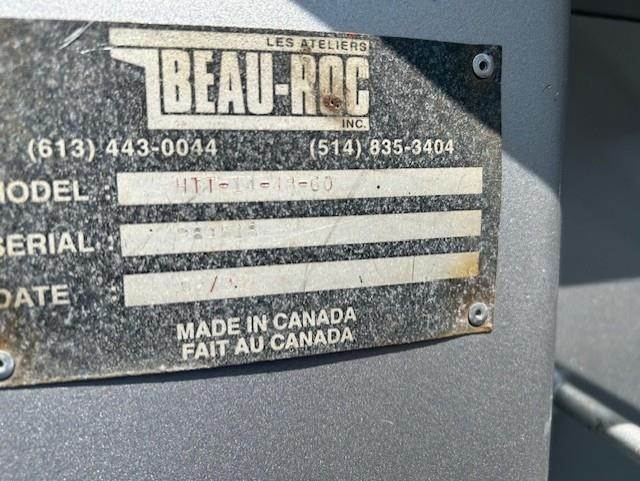 LES ATELIERS
BEAU-ROC
INC.
(613) 443-0044 (514) 835-3404
MODEL :
SERIAL :
DATE :
MADE IN CANADA
FAIT AU CANADA